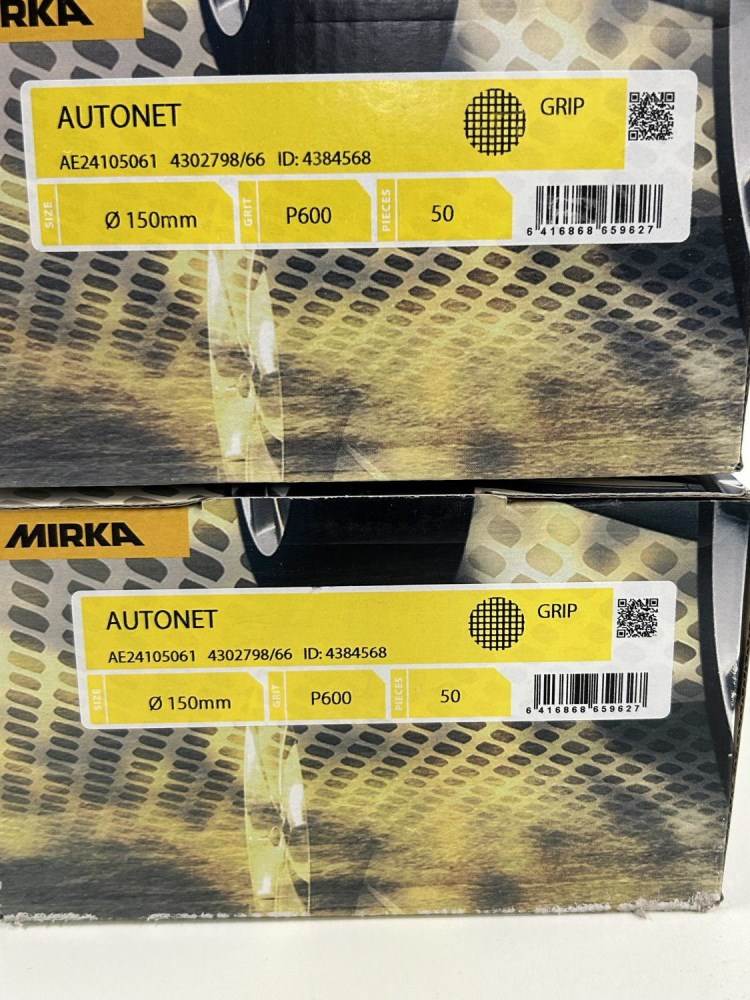 RKA
AUTONET
GRIP
AE24105061 4302798/66 ID: 4384568
SIZE Ø 150mm GRIT P600 PIECES 50
6 416868 659627
MIRKA
AUTONET
GRIP
AE24105061 4302798/66 ID: 4384568
SIZE Ø 150mm GRIT P600 PIECES 50
6 416868 659627